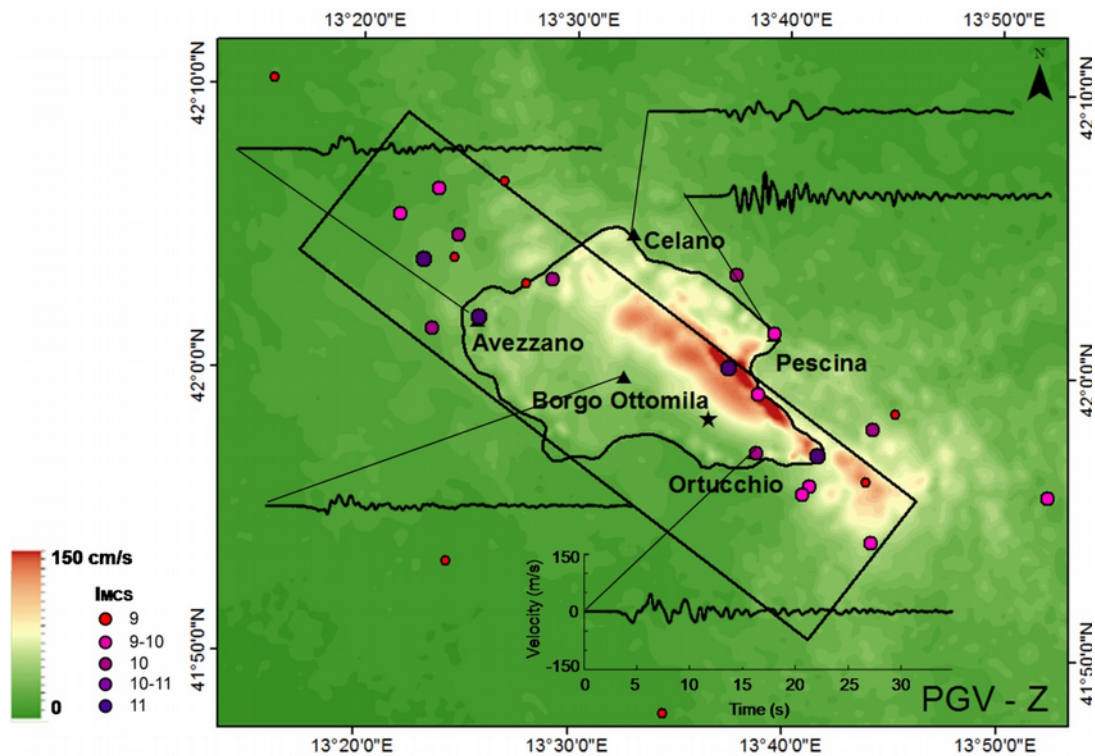 13°20'0"E 13°30'0"E 13°40'0"E 13°50'0"E
N
42°10'0"N 42°10'0"N
Celano
Avezzano
Pescina
42°0'0"N 42°0'0"N
Borgo Ottomila
Ortucchio
150 cm/s
IMCS
9
9-10
10
10-11
11
0
Velocity (m/s)
150
0
-150
0 5 10 15 20 25 30
Time (s)
PGV - Z
41°50'0"N 41°50'0"N
13°20'0"E 13°30'0"E 13°40'0"E 13°50'0"E